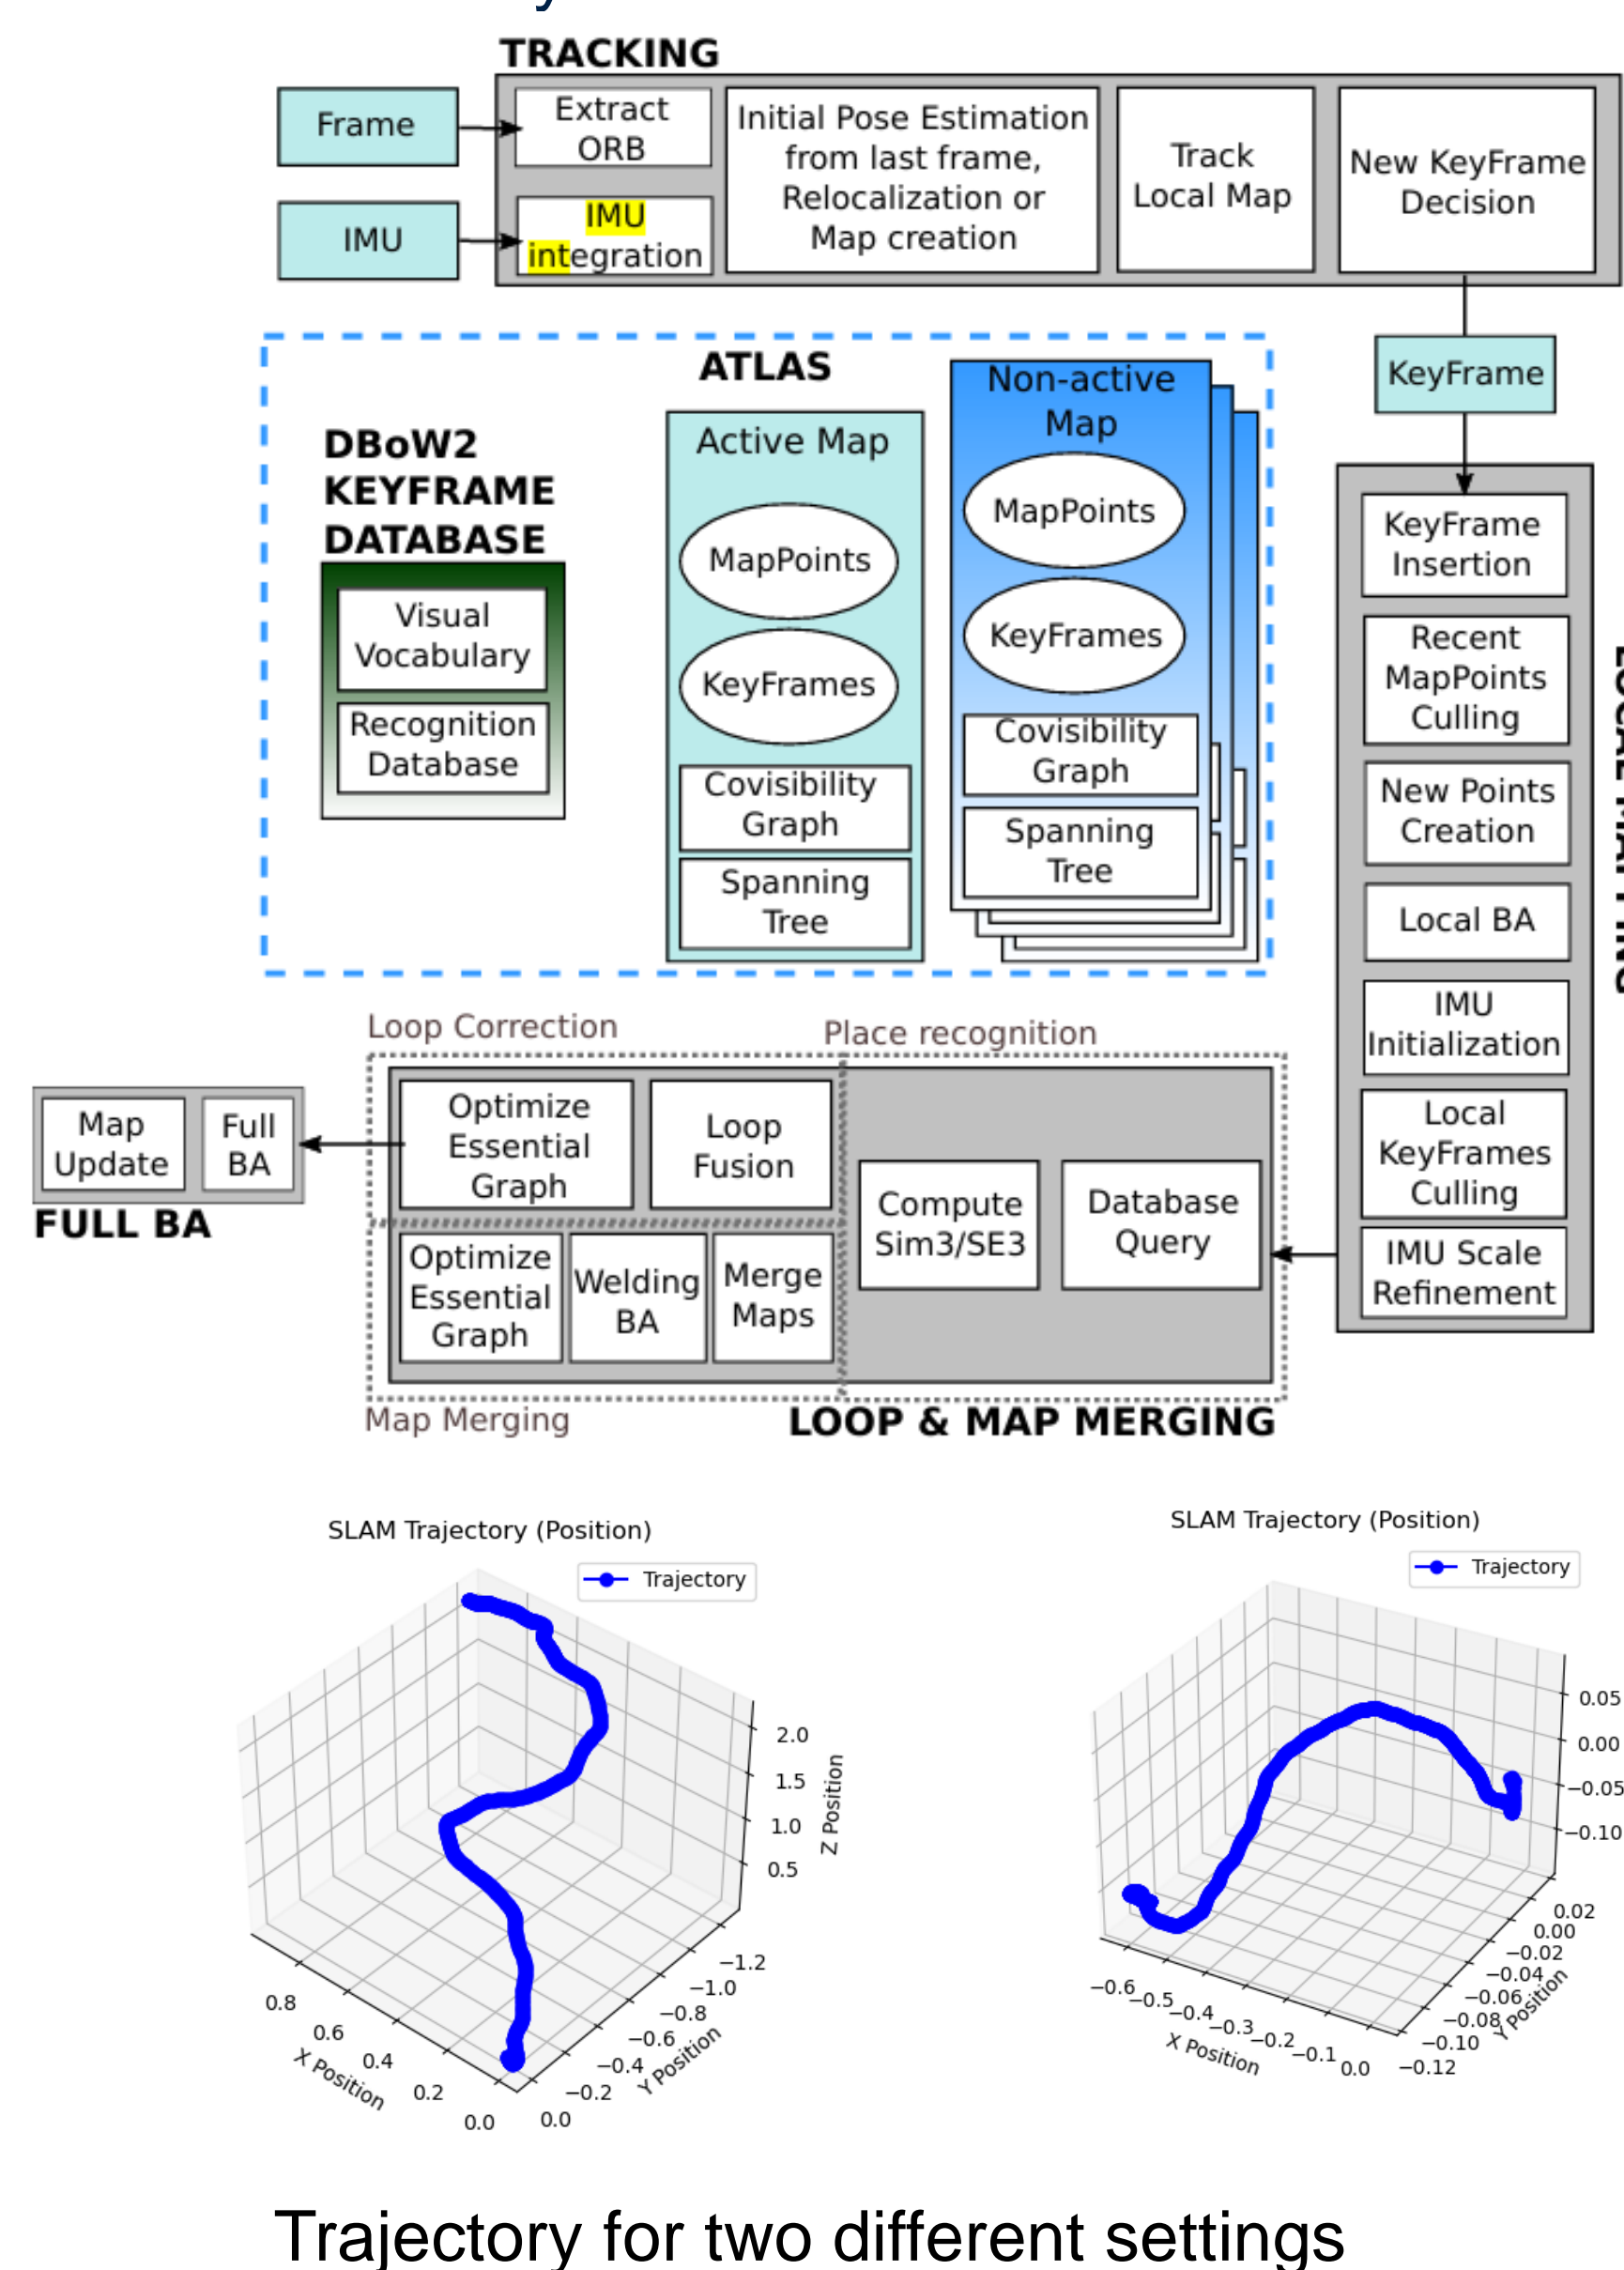 TRACKING
Frame
Extract
ORB
IMU
IMU
integration
Initial Pose Estimation
from last frame,
Relocalization or
Map creation
Track
Local Map
New KeyFrame
Decision
KeyFrame
ATLAS
DBoW2
KEYFRAME
DATABASE
Visual
Vocabulary
Recognition
Database
Active Map
MapPoints
KeyFrames
Covisibility
Graph
Spanning
Tree
Non-active
Map
MapPoints
KeyFrames
Covisibility
Graph
Spanning
Tree
LOCAL MAPPING
KeyFrame
Insertion
Recent
MapPoints
Culling
New Points
Creation
Local BA
IMU
Initialization
Local
KeyFrames
Culling
IMU Scale
Refinement
Loop Correction
Place recognition
Optimize
Essential
Graph
Loop
Fusion
Compute
Sim3/SE3
Database
Query
Optimize
Essential
Graph
Welding
BA
Merge
Maps
Map Merging
LOOP & MAP MERGING
Map
Update
Full
BA
FULL BA
SLAM Trajectory (Position)
Trajectory
2.0
1.5
1.0
0.5
Z Position
0.8
0.6
0.4
0.2
0.0
X Position
−1.2
−1.0
−0.8
−0.6
−0.4
−0.2
0.0
Y Position
SLAM Trajectory (Position)
Trajectory
0.05
0.00
−0.05
−0.10
−0.6
−0.5
−0.4
−0.3
−0.2
−0.1
0.0
X Position
0.02
0.00
−0.02
−0.04
−0.06
−0.08
−0.10
−0.12
Y Position
Trajectory for two different settings